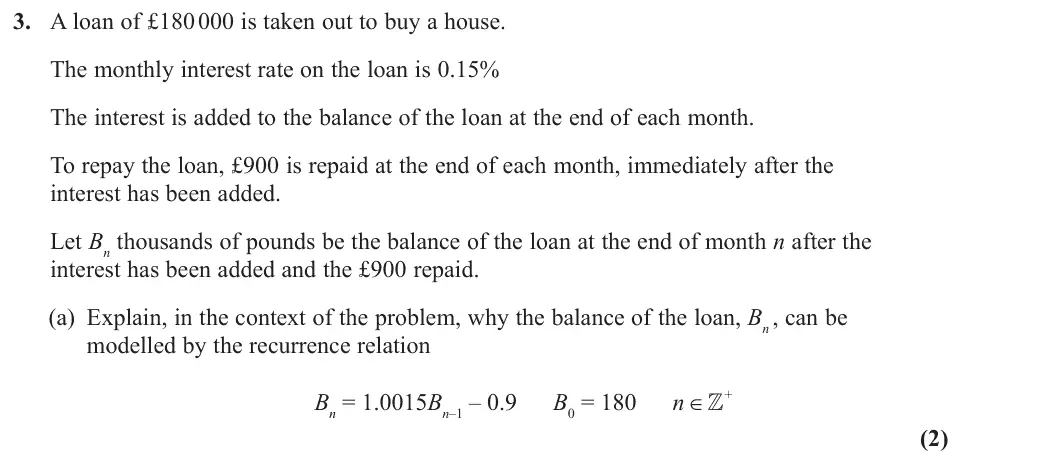 3. A loan of £180 000 is taken out to buy a house.
The monthly interest rate on the loan is 0.15%
The interest is added to the balance of the loan at the end of each month.
To repay the loan, £900 is repaid at the end of each month, immediately after the
interest has been added.
Let Bₙ thousands of pounds be the balance of the loan at the end of month n after the
interest has been added and the £900 repaid.
(a) Explain, in the context of the problem, why the balance of the loan, Bₙ, can be
modelled by the recurrence relation
Bₙ = 1.0015Bₙ₋₁ – 0.9 B₀ = 180 n ∈ ℤ⁺
(2)